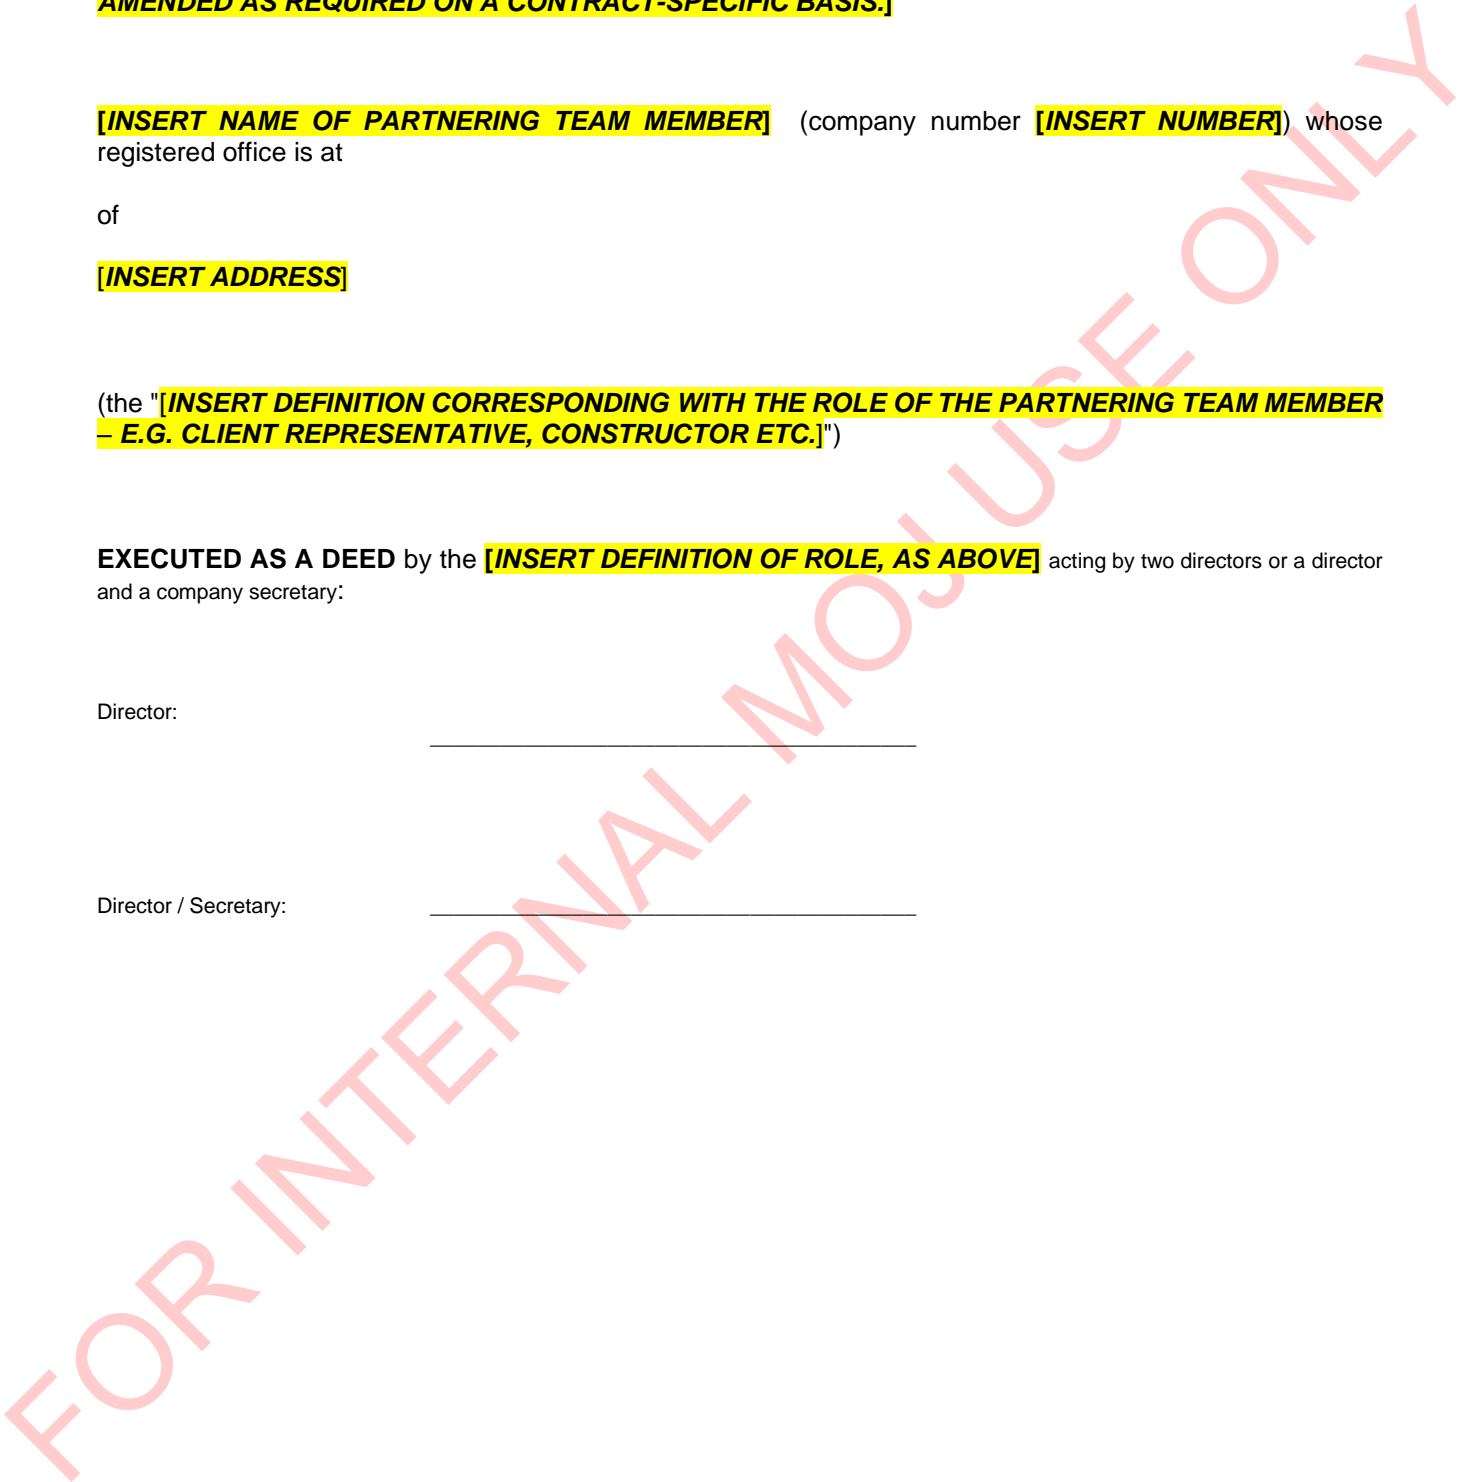 AMENDED AS REQUIRED ON A CONTRACT-SPECIFIC BASIS.]
[INSERT NAME OF PARTNERING TEAM MEMBER] (company number [INSERT NUMBER]) whose
registered office is at
of
[INSERT ADDRESS]
(the "[INSERT DEFINITION CORRESPONDING WITH THE ROLE OF THE PARTNERING TEAM MEMBER
– E.G. CLIENT REPRESENTATIVE, CONSTRUCTOR ETC.]")
EXECUTED AS A DEED by the [INSERT DEFINITION OF ROLE, AS ABOVE] acting by two directors or a director
and a company secretary:
Director:
Director / Secretary:
FOR INTERNAL MOJ USE ONLY